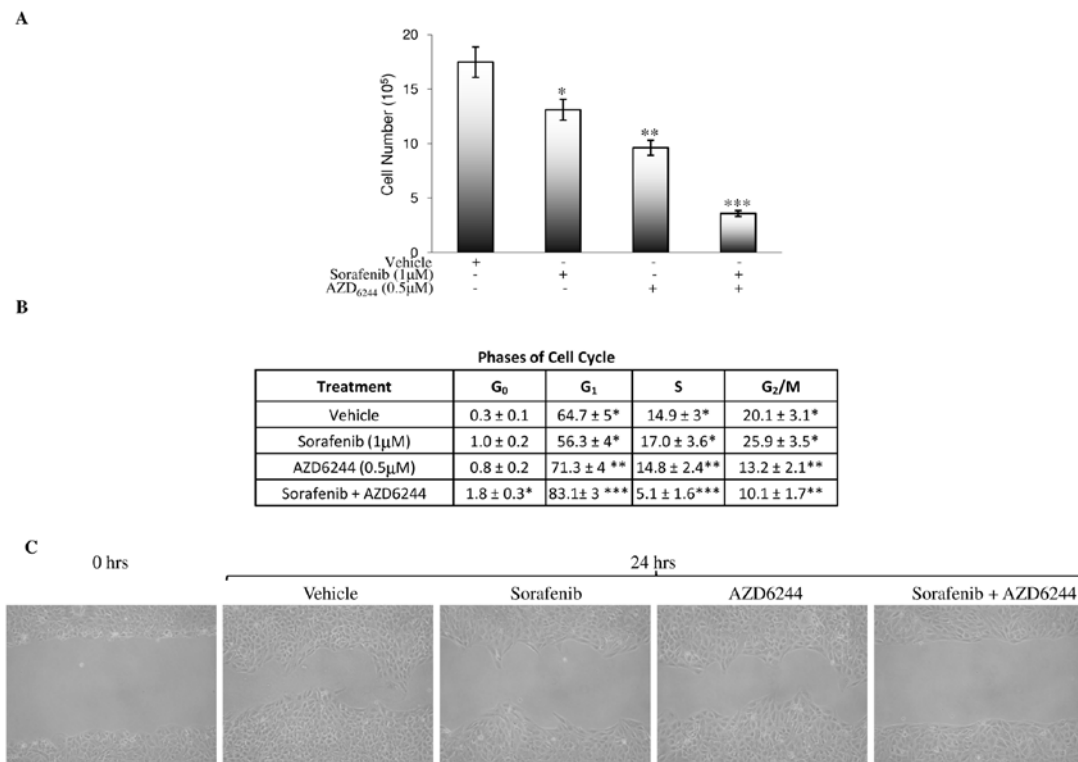 A
20
15
10
5
0
Cell Number (10⁵)
*
**
***
Vehicle + - - -
Sorafenib (1μM) - + - +
AZD₆₂₄₄ (0.5μM) - - + +
B
Phases of Cell Cycle
Treatment G₀ G₁ S G₂/M
Vehicle 0.3 ± 0.1 64.7 ± 5* 14.9 ± 3* 20.1 ± 3.1*
Sorafenib (1μM) 1.0 ± 0.2 56.3 ± 4* 17.0 ± 3.6* 25.9 ± 3.5*
AZD6244 (0.5μM) 0.8 ± 0.2 71.3 ± 4 ** 14.8 ± 2.4** 13.2 ± 2.1**
Sorafenib + AZD6244 1.8 ± 0.3* 83.1± 3 *** 5.1 ± 1.6*** 10.1 ± 1.7**
C
0 hrs 24 hrs
Vehicle Sorafenib AZD6244 Sorafenib + AZD6244